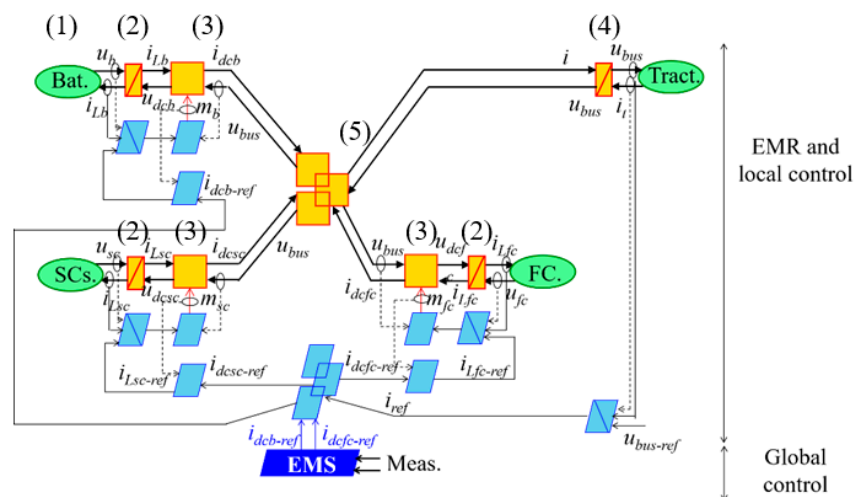 (1) (2) (3) (4)
u_b i_Lb i_dcb i u_bus
Bat. Tract.
i_Lb u_dcb m_b u_bus u_bus i_t
(5)
EMR and
local control
i_dcb-ref
(2) (3) u_bus (3) (2)
u_sc i_Lsc i_dcsc u_bus u_dcf i_Lfc
SCs. FC.
i_Lsc u_dcsc m_sc i_dcfc m_fc i_Lfc u_fc
i_Lsc-ref i_dcsc-ref i_dcfc-ref i_Lfc-ref
i_ref
u_bus-ref
i_dcb-ref i_dcfc-ref
EMS Meas.
Global
control